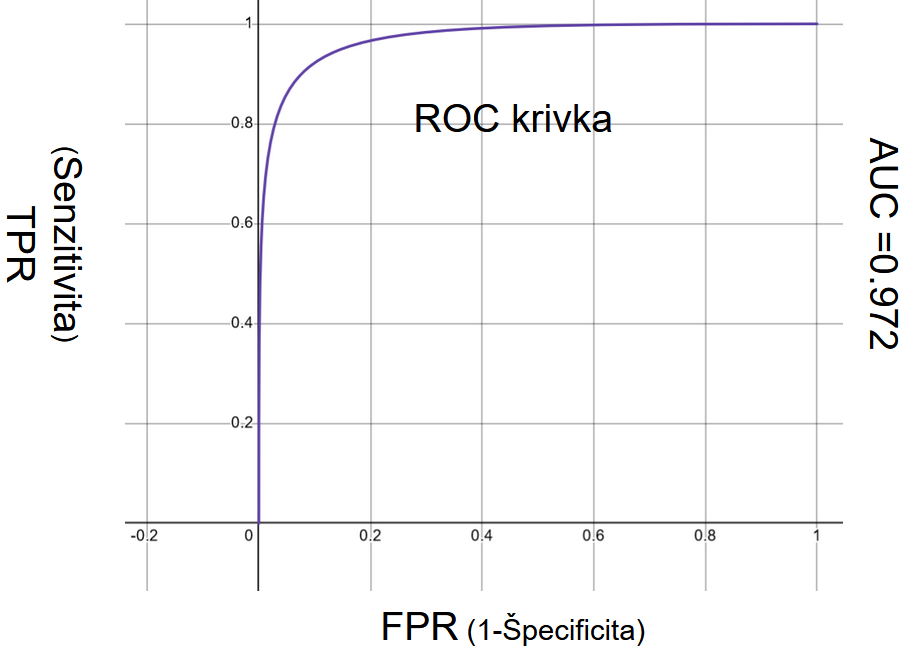 1
0.8
ROC krivka
0.6
0.4
0.2
-0.2 0 0.2 0.4 0.6 0.8 1
(Senzitivita)
TPR
AUC =0.972
FPR (1-Špecificita)